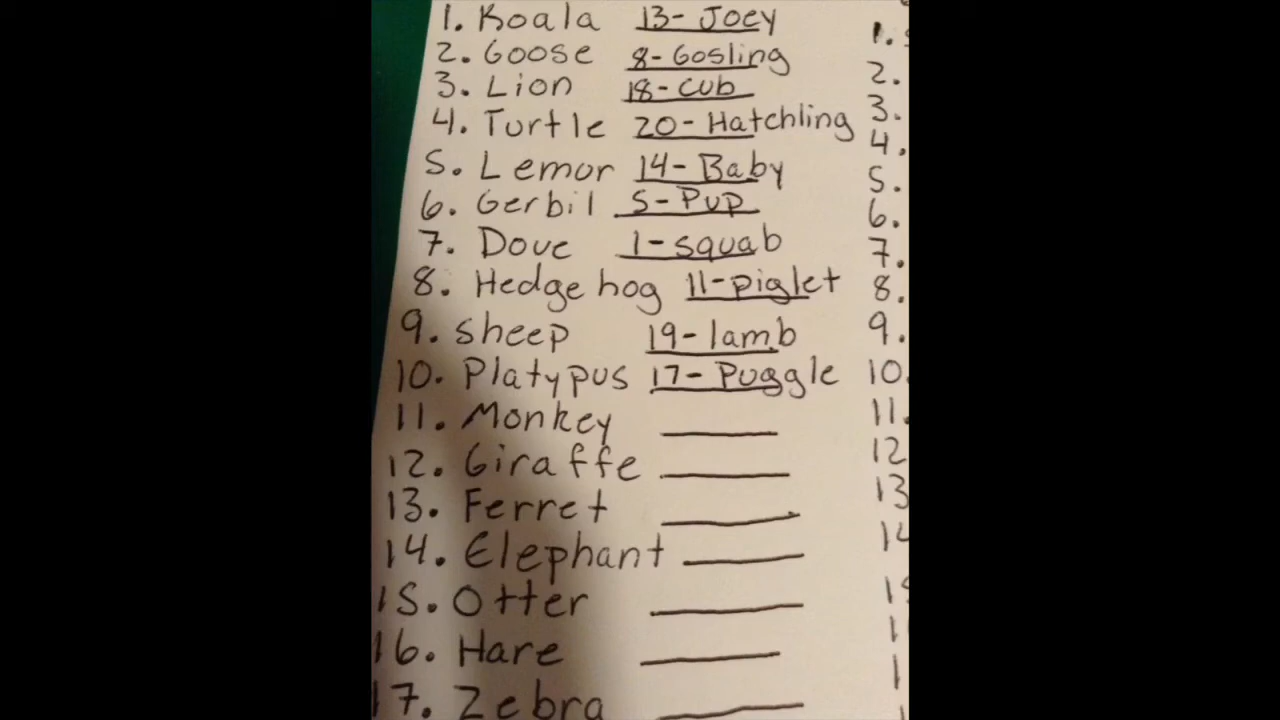 1. Koala 13- Joey 1.
2. Goose 8- Gosling 2.
3. Lion 18- cub 3.
4. Turtle 20- Hatchling 4.
5. Lemor 14- Baby 5.
6. Gerbil 5- Pup 6.
7. Dove 1- squab 7.
8. Hedge hog 11- piglet 8.
9. sheep 19- lamb 9.
10. Platypus 17- Puggle 10.
11. Monkey 11.
12. Giraffe 12
13. Ferret 13
14. Elephant 14
15. Otter 15
16. Hare 1
17. Zebra 1